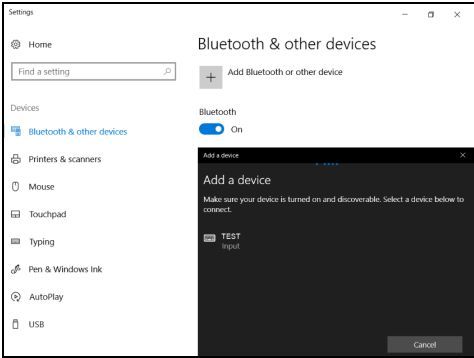 Settings
Home
Find a setting
Devices
Bluetooth & other devices
Printers & scanners
Mouse
Touchpad
Typing
Pen & Windows Ink
AutoPlay
USB
Bluetooth & other devices
Add Bluetooth or other device
Bluetooth
On
Add a device
Add a device
Make sure your device is turned on and discoverable. Select a device below to
connect.
TEST
Input
Cancel